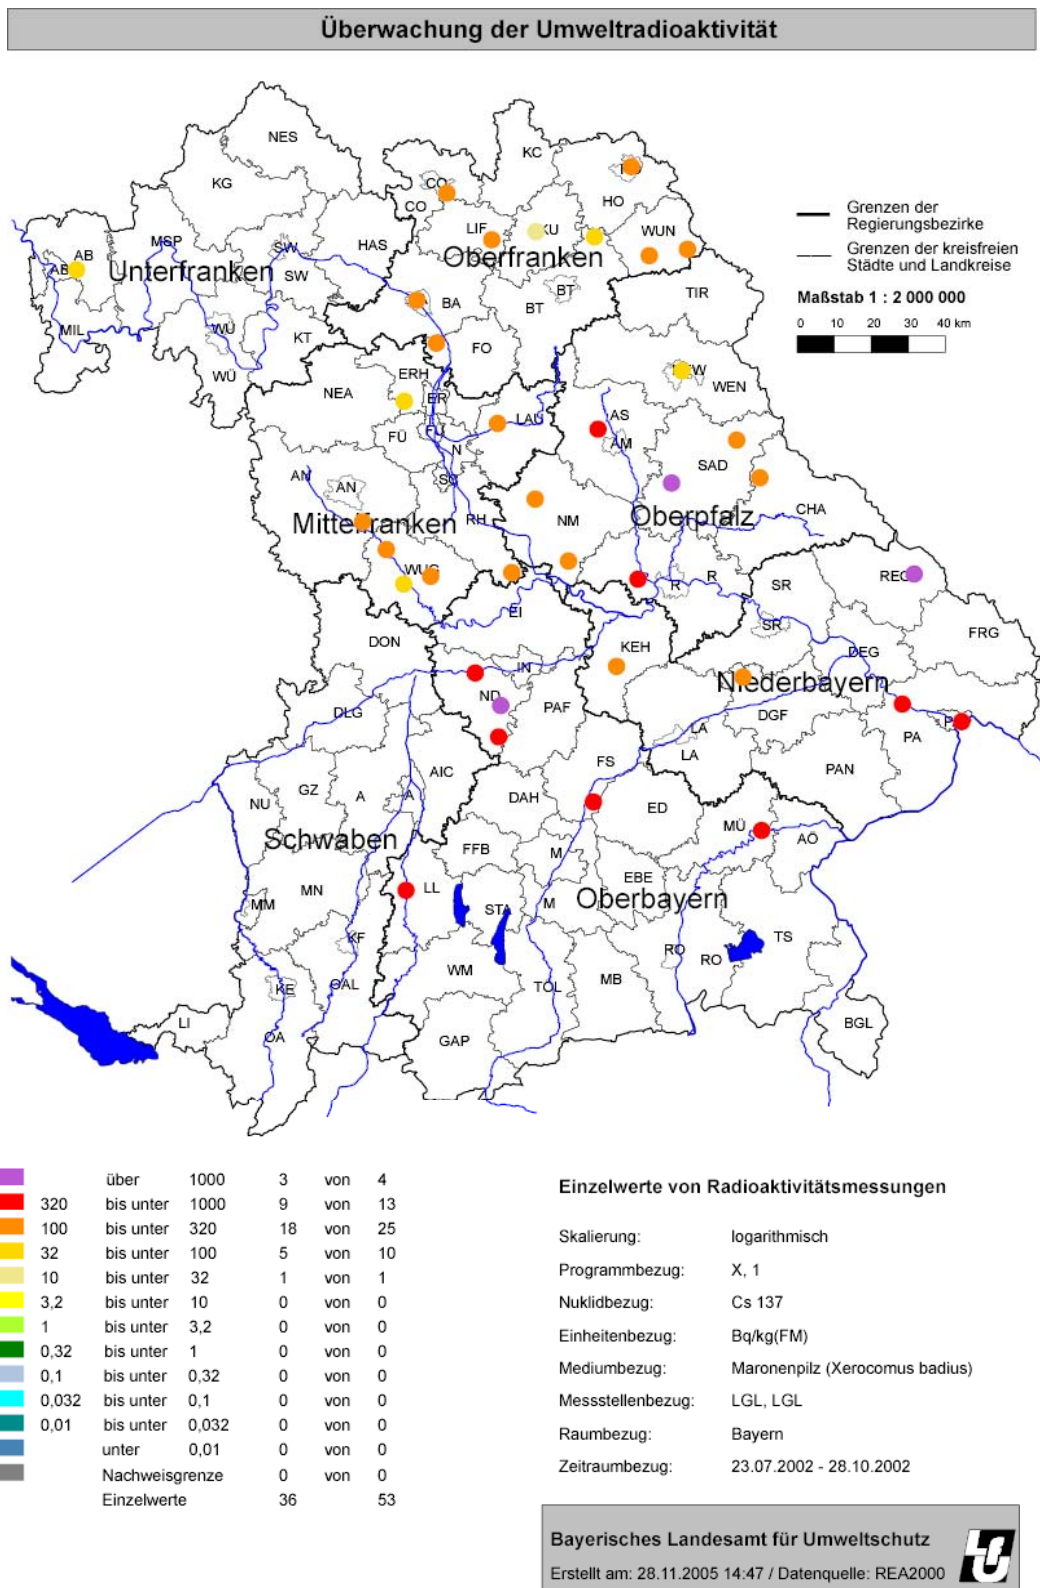 Überwachung der Umweltradioaktivität
NES
KC
KG
CO
CO
HO
LIF
KU
WUN
Grenzen der
Regierungsbezirke
Grenzen der kreisfreien
Städte und Landkreise
MSP
SW
HAS
AB
AB
Unterfranken
Oberfranken
SW
BT
TIR
Maßstab 1 : 2 000 000
BA
BT
0 10 20 30 40 km
MIL
WÜ
KT
FO
WÜ
ERH
NEW
WEN
NEA
ER
LAU
AS
FÜ
FÜ
N
AM
SAD
AN
AN
SC
CHA
Mittelfranken
RH
NM
Oberpfalz
WUG
R
R
SR
REG
EI
SR
FRG
DON
KEH
DEG
IN
ND
PAF
Niederbayern
DLG
DGF
LA
PA
PA
FS
LA
AIC
PAN
NU
GZ
A
A
DAH
ED
MÜ
AÖ
Schwaben
FFB
M
EBE
MN
LL
Oberbayern
MM
STA
M
KF
RO
TS
RO
WM
MB
KE
OAL
TÖL
LI
OA
GAP
BGL
über 1000 3 von 4
320 bis unter 1000 9 von 13
100 bis unter 320 18 von 25
32 bis unter 100 5 von 10
10 bis unter 32 1 von 1
3,2 bis unter 10 0 von 0
1 bis unter 3,2 0 von 0
0,32 bis unter 1 0 von 0
0,1 bis unter 0,32 0 von 0
0,032 bis unter 0,1 0 von 0
0,01 bis unter 0,032 0 von 0
unter 0,01 0 von 0
Nachweisgrenze 0 von 0
Einzelwerte 36 53
Einzelwerte von Radioaktivitätsmessungen
Skalierung: logarithmisch
Programmbezug: X, 1
Nuklidbezug: Cs 137
Einheitenbezug: Bq/kg(FM)
Mediumbezug: Maronenpilz (Xerocomus badius)
Messstellenbezug: LGL, LGL
Raumbezug: Bayern
Zeitraumbezug: 23.07.2002 - 28.10.2002
Bayerisches Landesamt für Umweltschutz
Erstellt am: 28.11.2005 14:47 / Datenquelle: REA2000
LfU